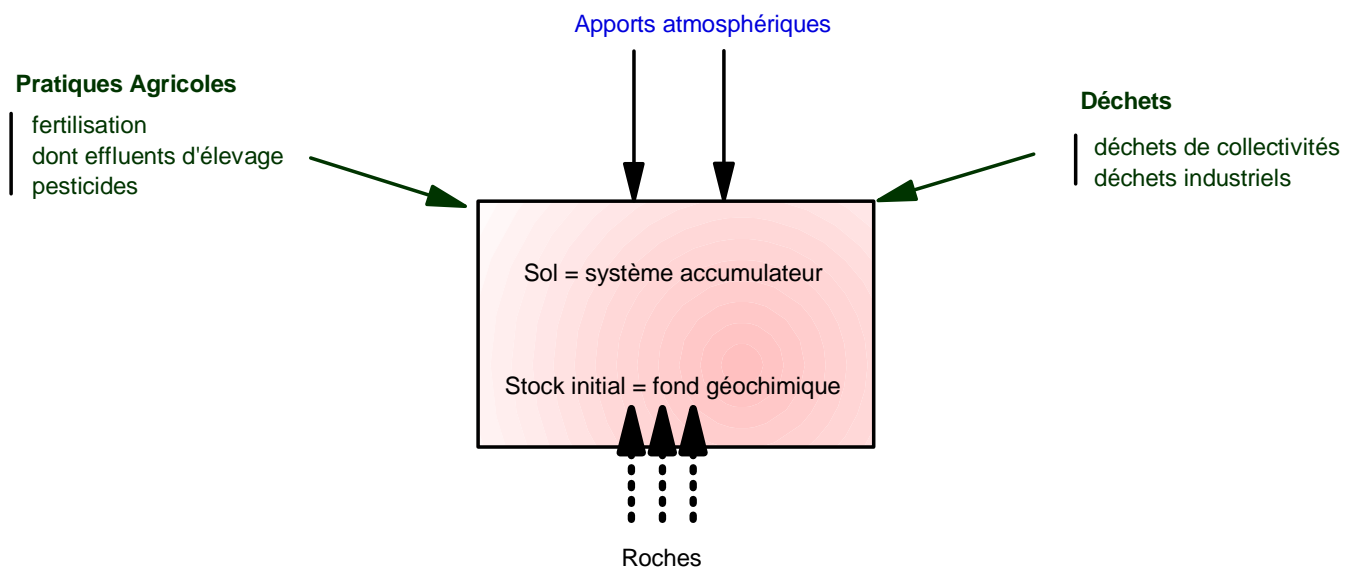 Apports atmosphériques
Pratiques Agricoles
fertilisation
dont effluents d'élevage
pesticides
Déchets
déchets de collectivités
déchets industriels
Sol = système accumulateur
Stock initial = fond géochimique
Roches